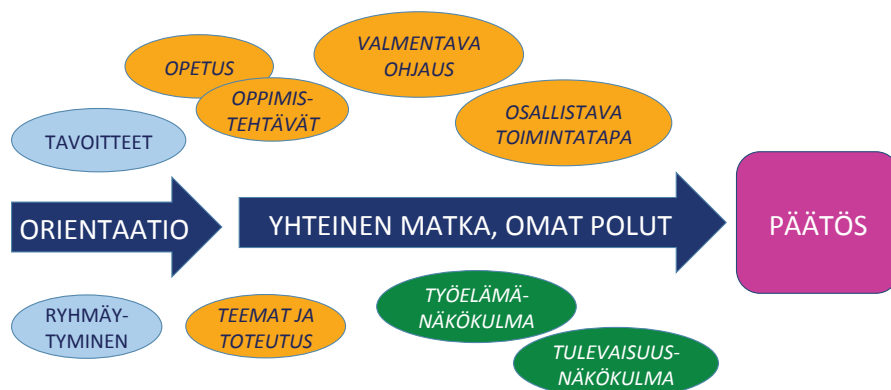 VALMENTAVA
OHJAUS
OPETUS
OPPIMIS-
TEHTÄVÄT
OSALLISTAVA
TOIMINTATAPA
TAVOITTEET
ORIENTAATIO
YHTEINEN MATKA, OMAT POLUT
PÄÄTÖS
RYHMÄY-
TYMINEN
TEEMAT JA
TOTEUTUS
TYÖELÄMÄ-
NÄKÖKULMA
TULEVAISUUS-
NÄKÖKULMA